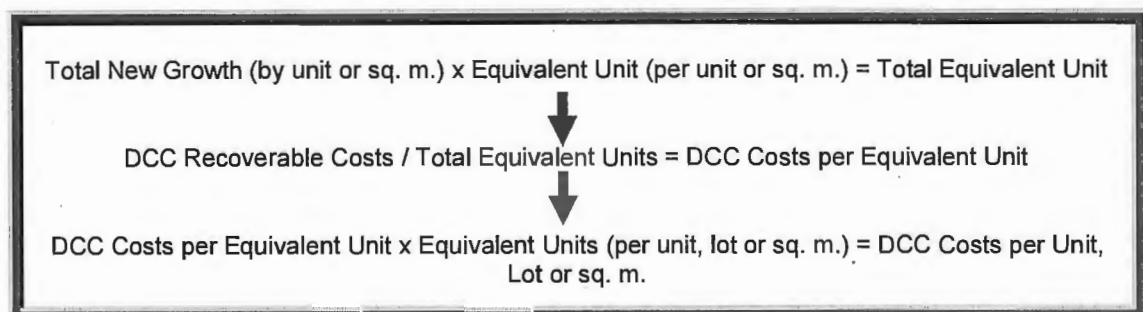 Total New Growth (by unit or sq. m.) x Equivalent Unit (per unit or sq. m.) = Total Equivalent Unit
DCC Recoverable Costs / Total Equivalent Units = DCC Costs per Equivalent Unit
DCC Costs per Equivalent Unit x Equivalent Units (per unit, lot or sq. m.) = DCC Costs per Unit,
Lot or sq. m.